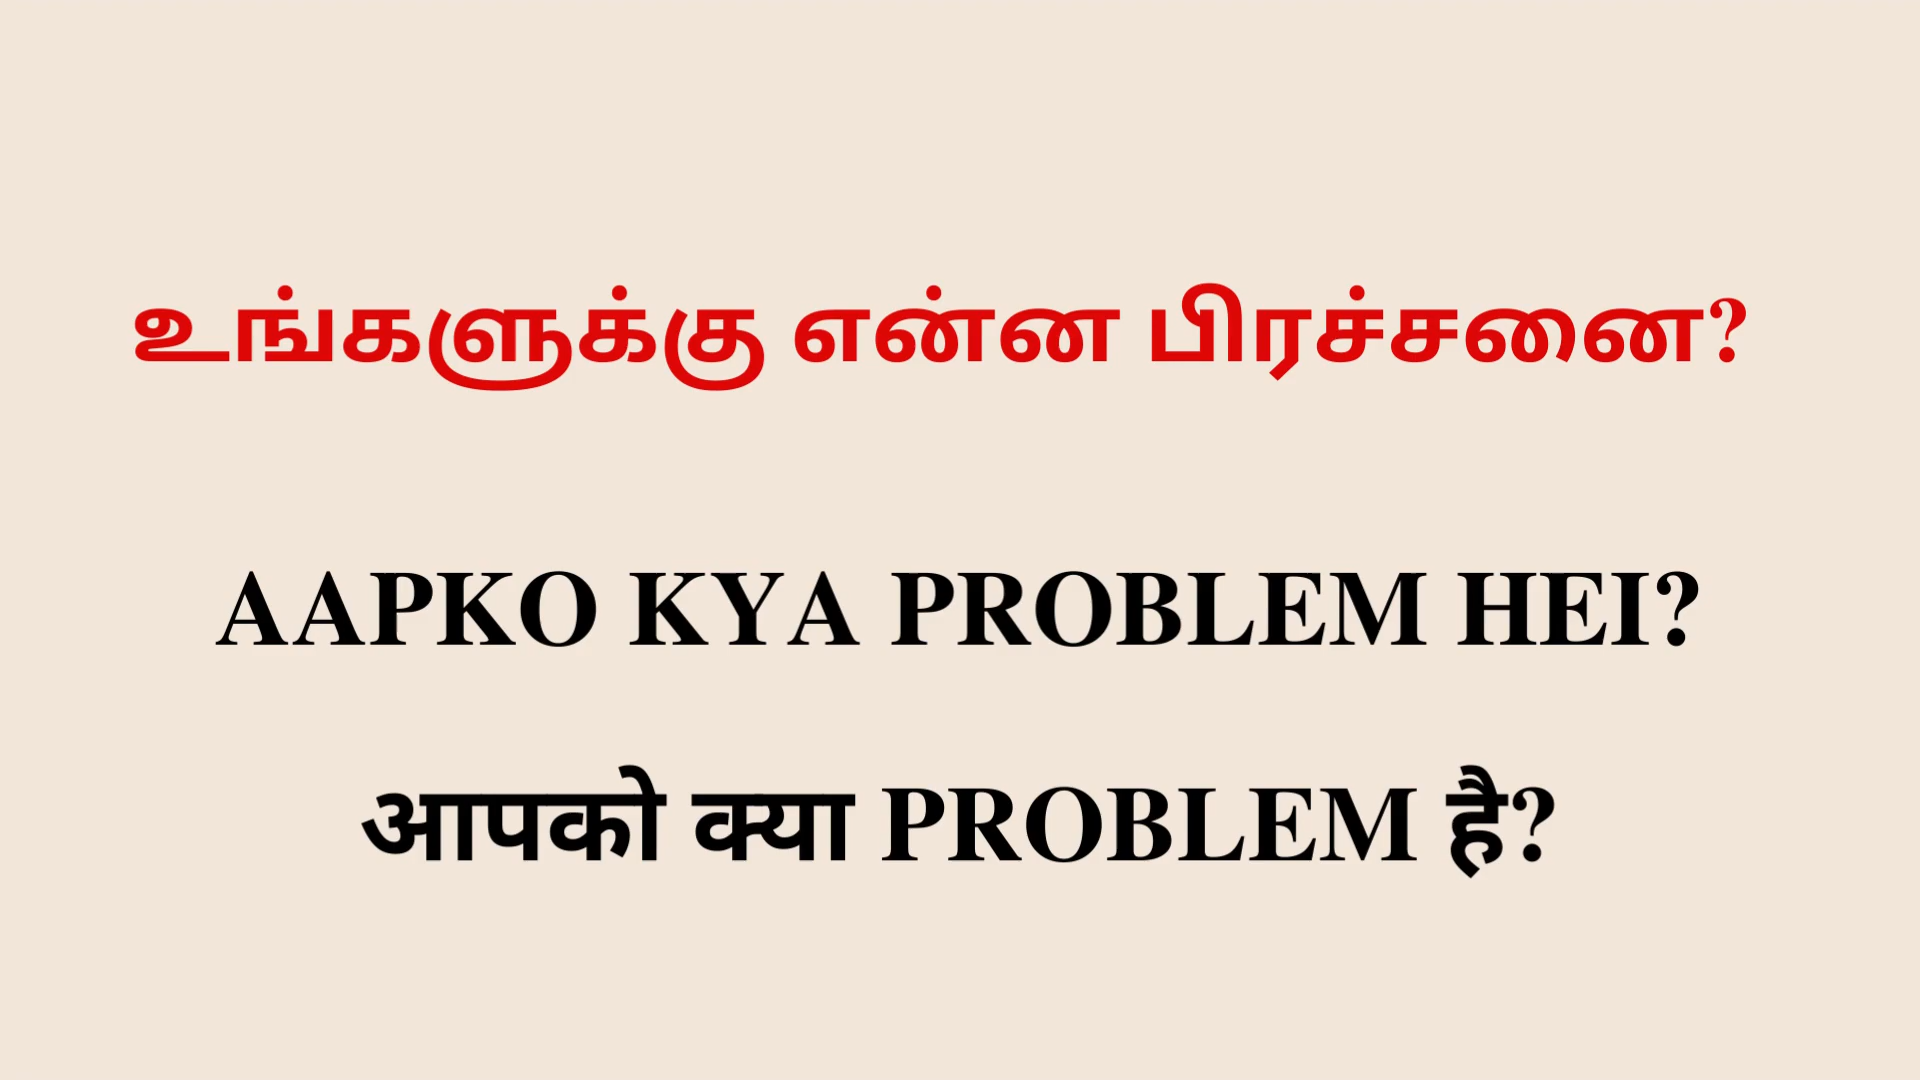 உங்களுக்கு என்ன பிரச்சனை?
AAPKO KYA PROBLEM HEI?
आपको क्या PROBLEM है?